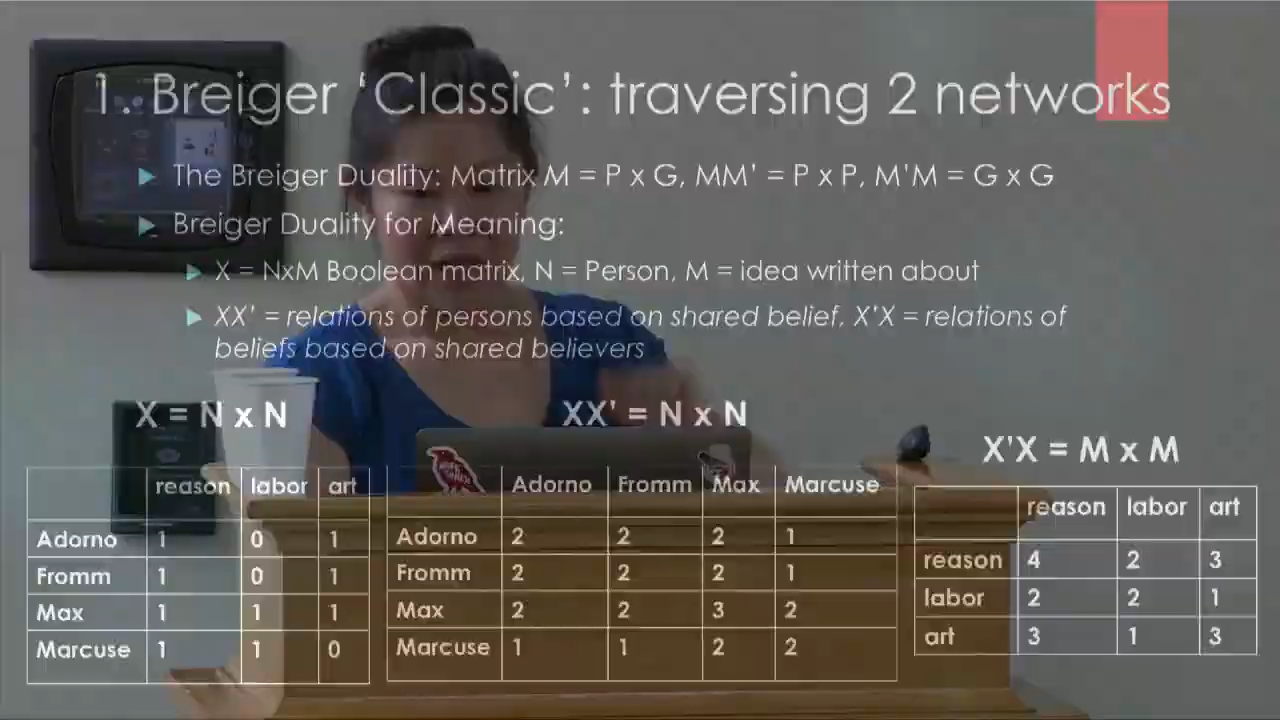 1. Breiger ‘Classic’: traversing 2 networks
The Breiger Duality: Matrix M = P x G, MM’ = P x P, M’M = G x G
Breiger Duality for Meaning:
X = NxM Boolean matrix, N = Person, M = idea written about
XX’ = relations of persons based on shared belief, X’X = relations of
beliefs based on shared believers
X = N x N
XX’ = N x N
X’X = M x M
reason labor art
Adorno 1 0 1
Fromm 1 0 1
Max 1 1 1
Marcuse 1 1 0
Adorno Fromm Max Marcuse
Adorno 2 2 2 1
Fromm 2 2 2 1
Max 2 2 3 2
Marcuse 1 1 2 2
reason labor art
reason 4 2 3
labor 2 2 1
art 3 1 3